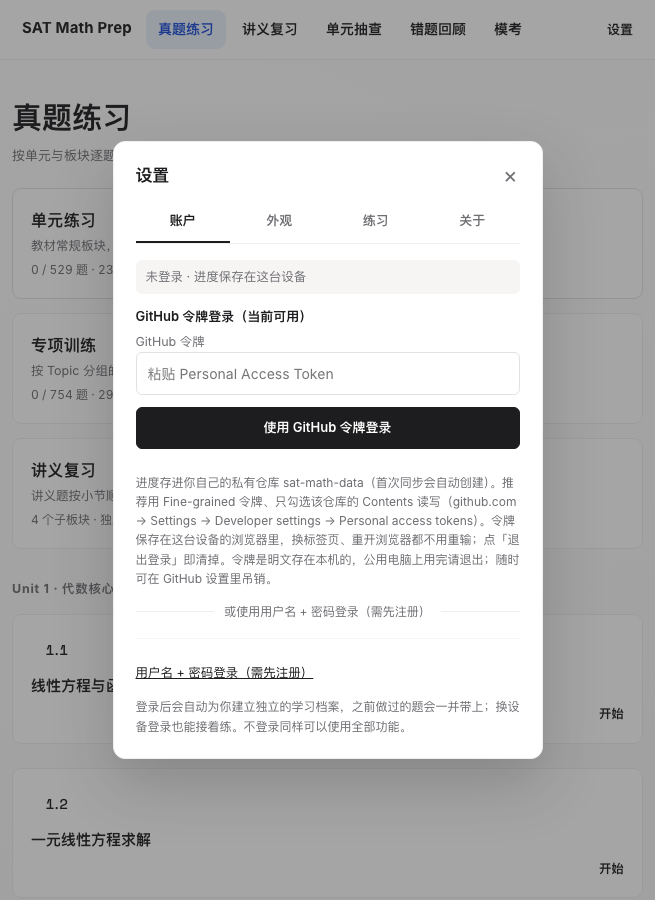 SAT Math Prep
真题练习
讲义复习
单元抽查
错题回顾
模考
设置
真题练习
按单元与板块逐题
单元练习
教材常规板块，
0 / 529 题 · 23
专项训练
按 Topic 分组
0 / 754 题 · 29
讲义复习
讲义题按小节
4 个子板块 · 独
Unit 1 · 代数核心
1.1
线性方程与
开始
1.2
一元线性方程求解
开始
设置
×
账户
外观
练习
关于
未登录 · 进度保存在这台设备
GitHub 令牌登录（当前可用）
GitHub 令牌
粘贴 Personal Access Token
使用 GitHub 令牌登录
进度存进你自己的私有仓库 sat-math-data（首次同步会自动创建）。推
荐用 Fine-grained 令牌、只勾选该仓库的 Contents 读写（github.com
→ Settings → Developer settings → Personal access tokens）。令牌
保存在这台设备的浏览器里，换标签页、重开浏览器都不用重输；点「退
出登录」即清掉。令牌是明文存在本机的，公用电脑上用完请退出；随时
可在 GitHub 设置里吊销。
或使用用户名 + 密码登录（需先注册）
用户名 + 密码登录（需先注册）
登录后会自动为你建立独立的学习档案，之前做过的题会一并带上；换设
备登录也能接着练。不登录同样可以使用全部功能。